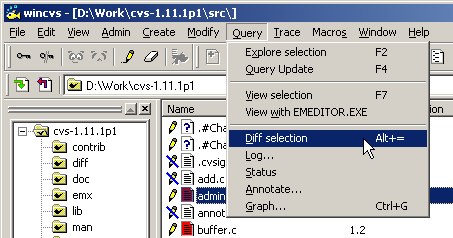 wincvs - [D:\Work\cvs-1.11.1p1\src\]
File Edit View Admin Create Modify Query Trace Macros Window Help
D:\Work\cvs-1.11.1p1
Explore selection F2
Query Update F4
View selection F7
View with EMEDITOR.EXE
Diff selection Alt+=
Log...
Status
Annotate...
Graph... Ctrl+G
cvs-1.11.1p1
contrib
diff
doc
emx
lib
man
Name
.#Cha
.#Cha
.cvsig
add.c
admin
annot
buffer.c 1.2